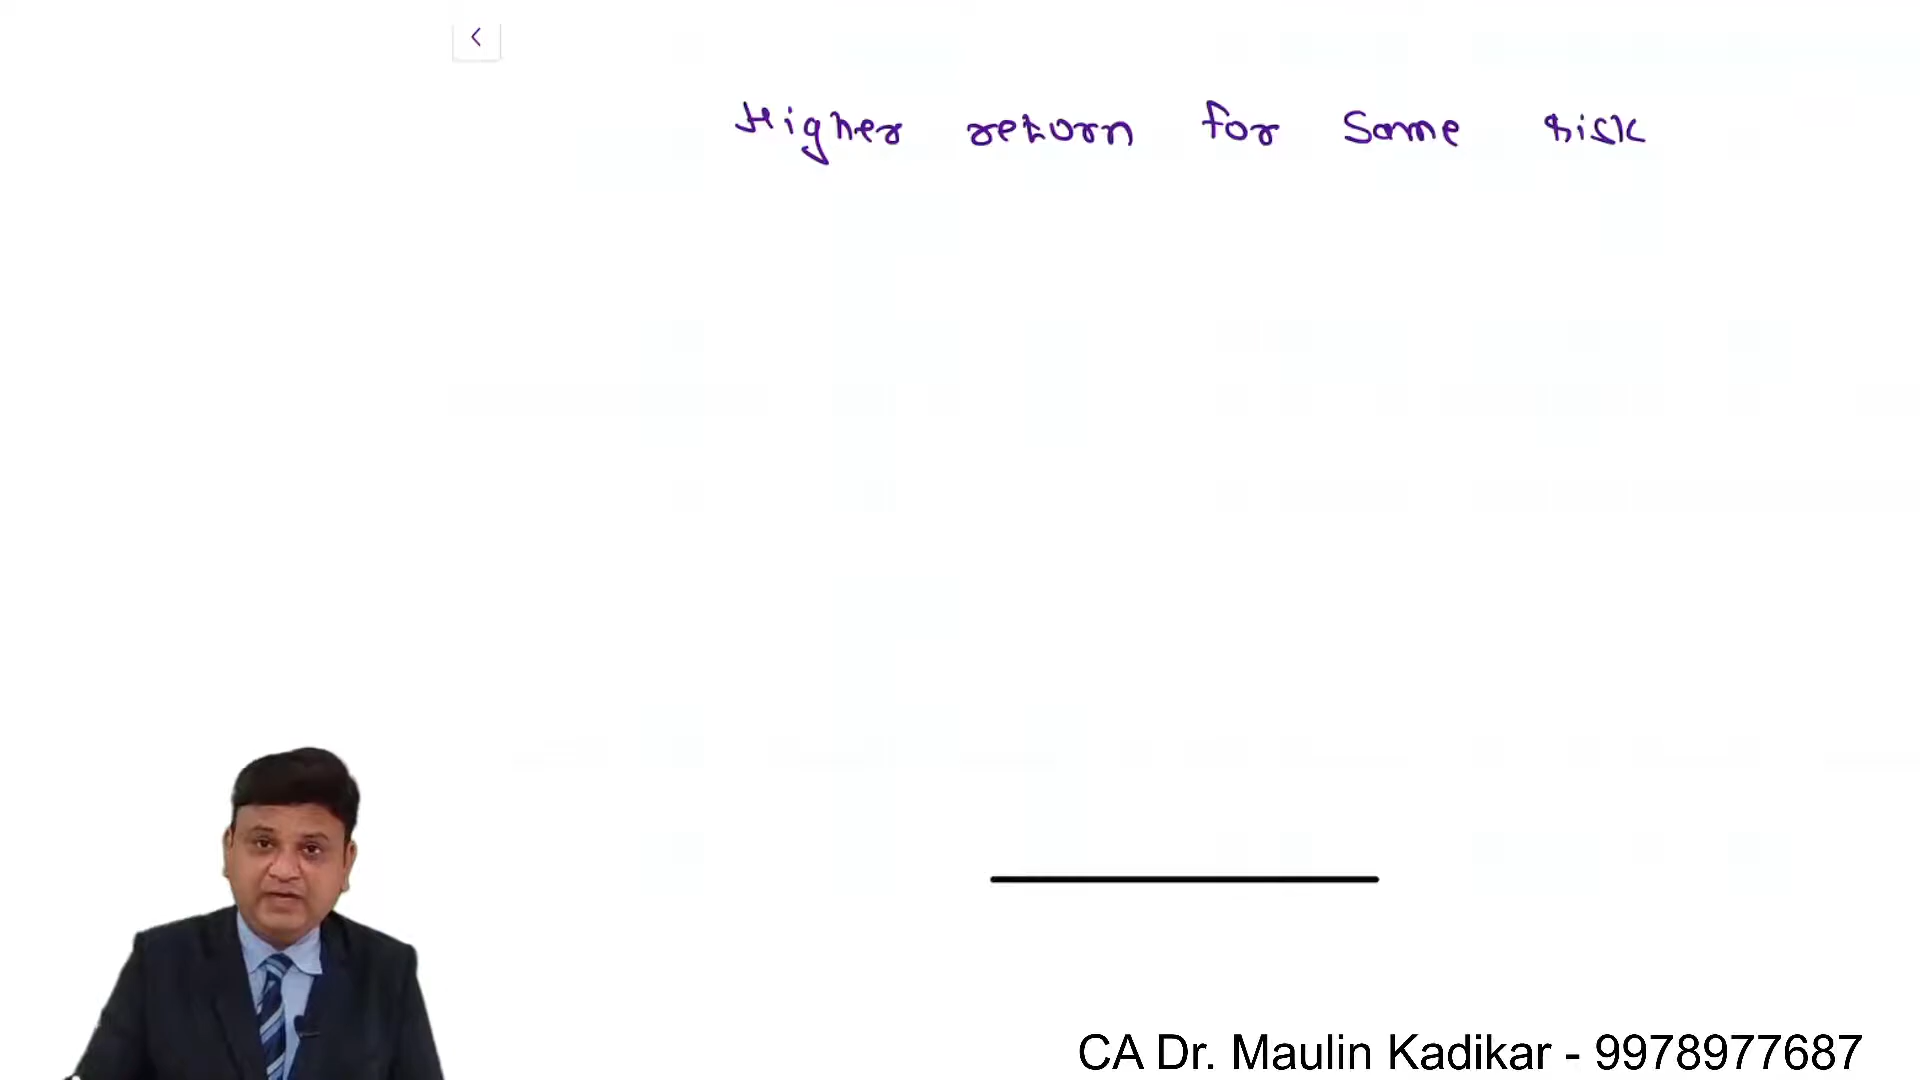 Higher return for same risk
CA Dr. Maulin Kadikar - 9978977687